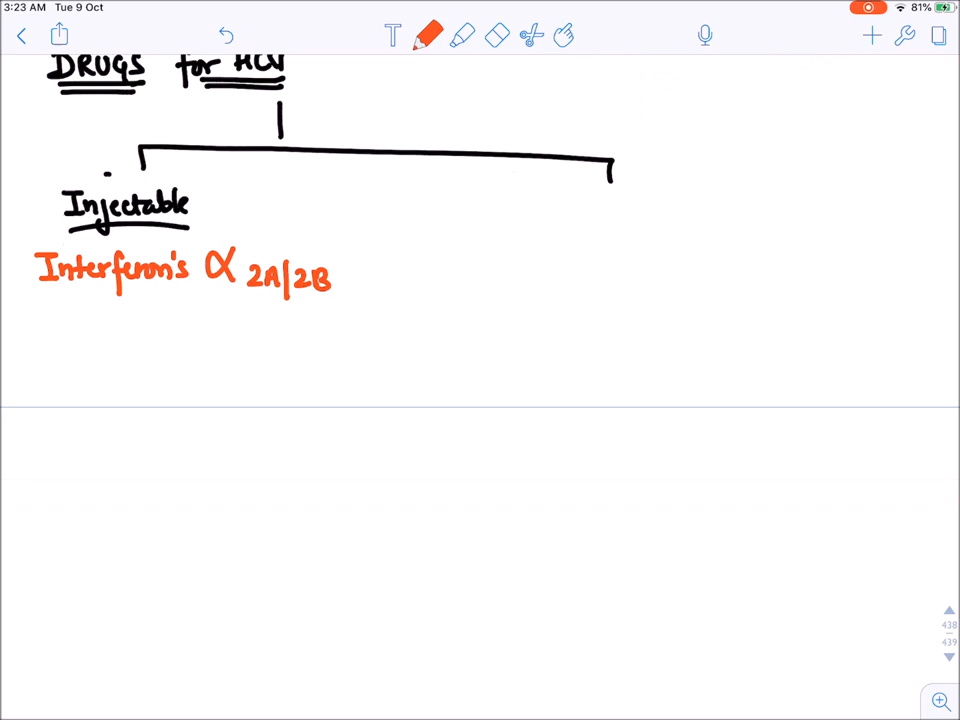 3:23 AM Tue 9 Oct 81%
T
DRUGS for HCV
Injectable
Interferon's α 2A/2B
438
439